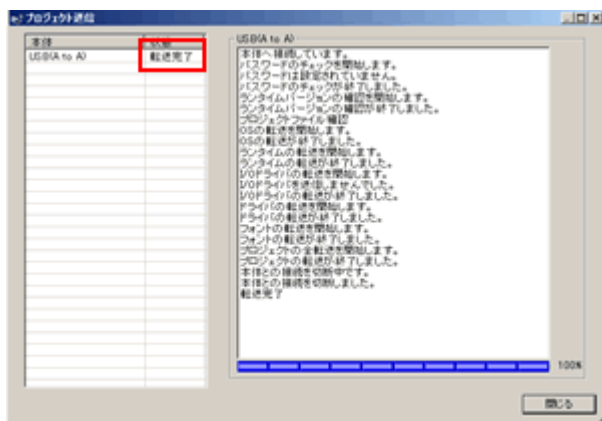 プロジェクト送信
本体
状態
USB(A to A)
転送完了
USB(A to A)
本体へ接続しています。
パスワードのチェックを開始します。
パスワードは設定されていません。
パスワードのチェックが終了しました。
ランタイムバージョンの確認を開始します。
ランタイムバージョンの確認が終了しました。
プロジェクトファイル確認
OSの転送を開始します。
OSの転送が終了しました。
ランタイムの転送を開始します。
ランタイムの転送が終了しました。
I/Oドライバの転送を開始します。
I/Oドライバを送信しませんでした。
I/Oドライバの転送が終了しました。
ドライバの転送を開始します。
ドライバの転送が終了しました。
フォントの転送を開始します。
フォントの転送が終了しました。
プロジェクトの全転送を開始します。
プロジェクトの転送が終了しました。
本体との接続を切断中です。
本体との接続を切断しました。
転送完了
100%
閉じる